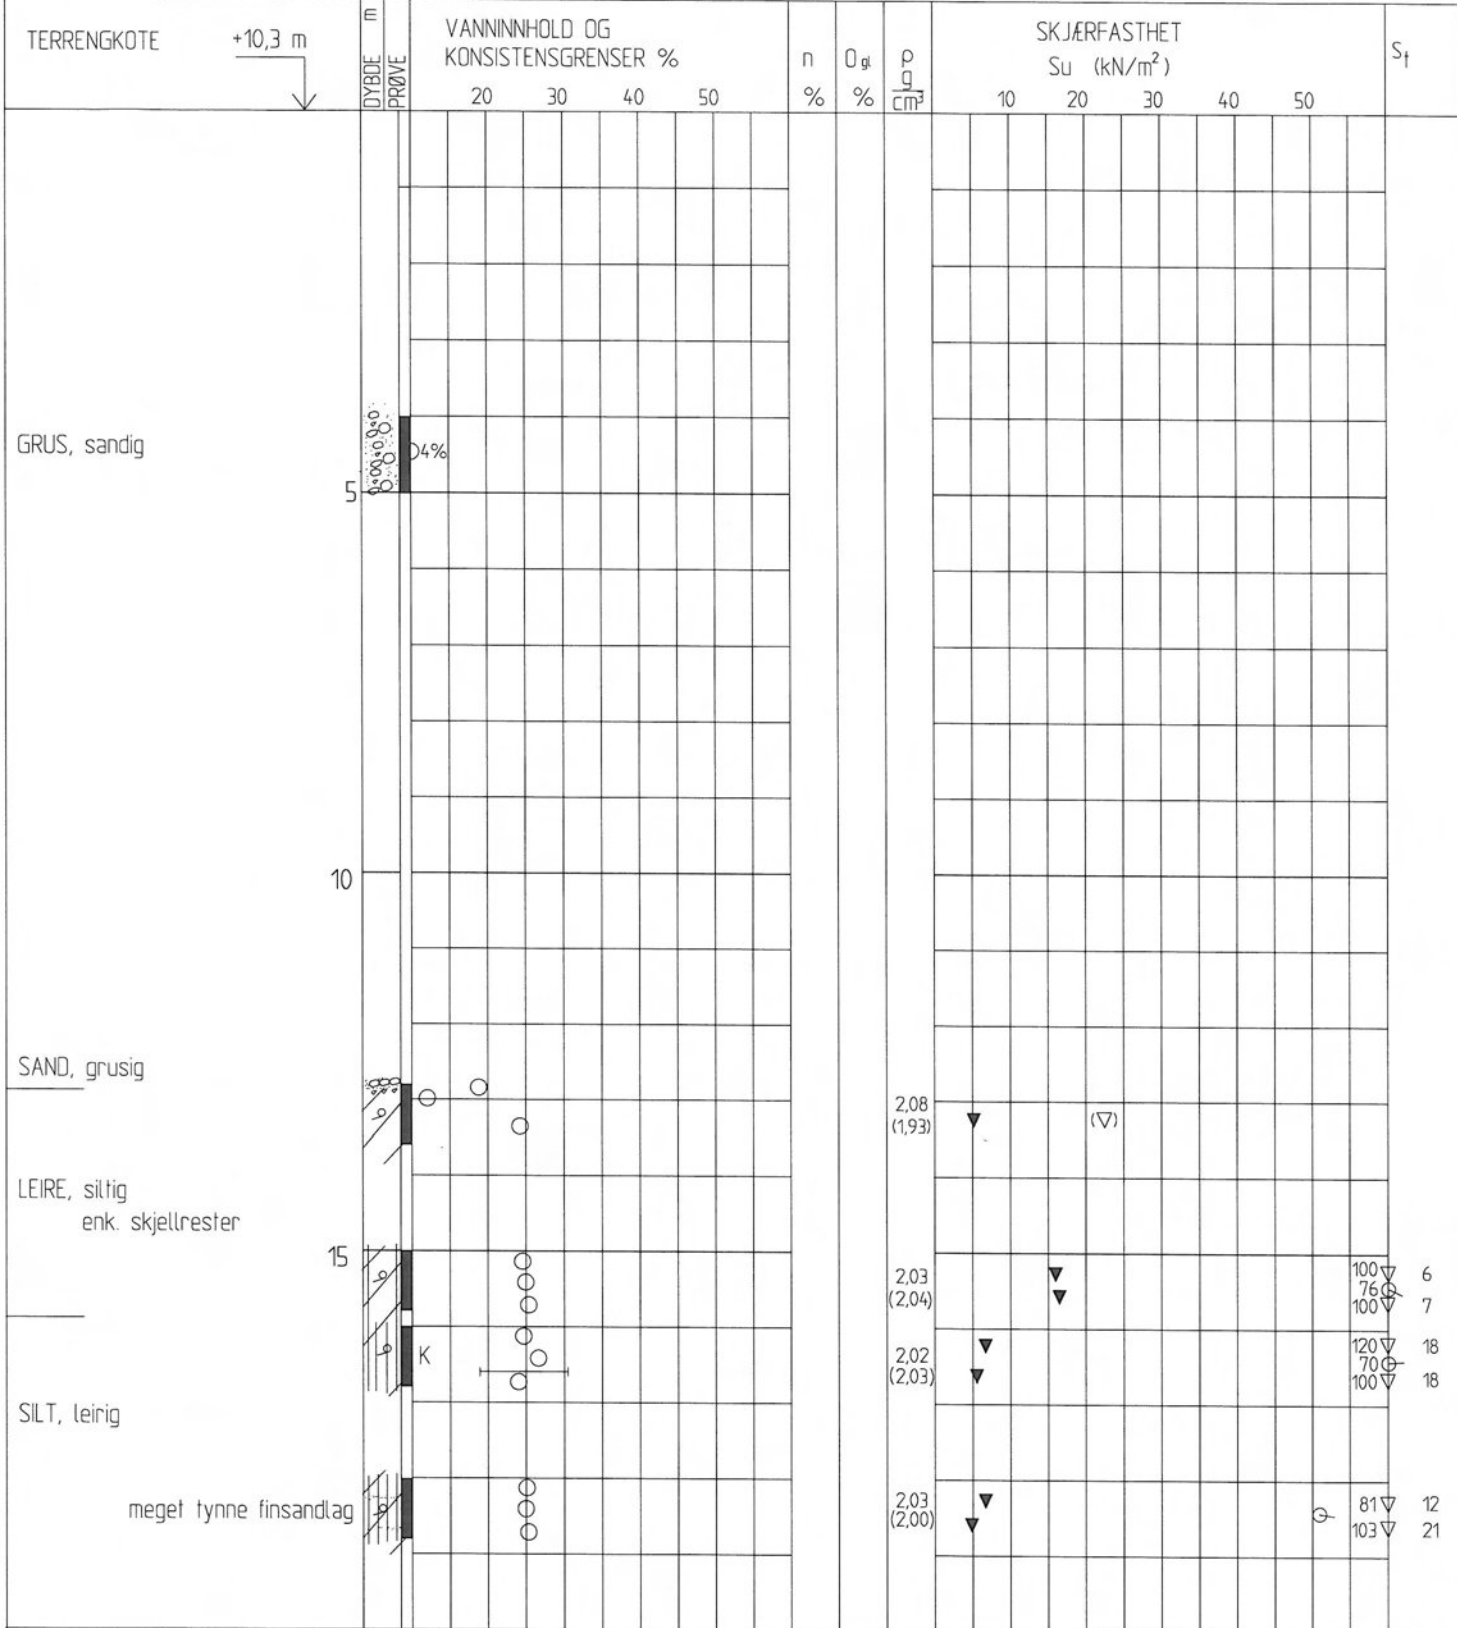 TERRENGKOTE +10,3 m
DYBDE m
PRØVE
VANNINNHOLD OG
KONSISTENSGRENSER %
20 30 40 50
n
%
O gl
%
ρ
g
cm³
SKJÆRFASTHET
Su (kN/m²)
10 20 30 40 50
St
GRUS, sandig
4%
5
10
SAND, grusig
2,08
(1,93)
LEIRE, siltig
enk. skjellrester
15
2,03
(2,04)
100 6
76
100 7
K
2,02
(2,03)
120 18
70
100 18
SILT, leirig
meget tynne finsandlag
2,03
(2,00)
81 12
103 21